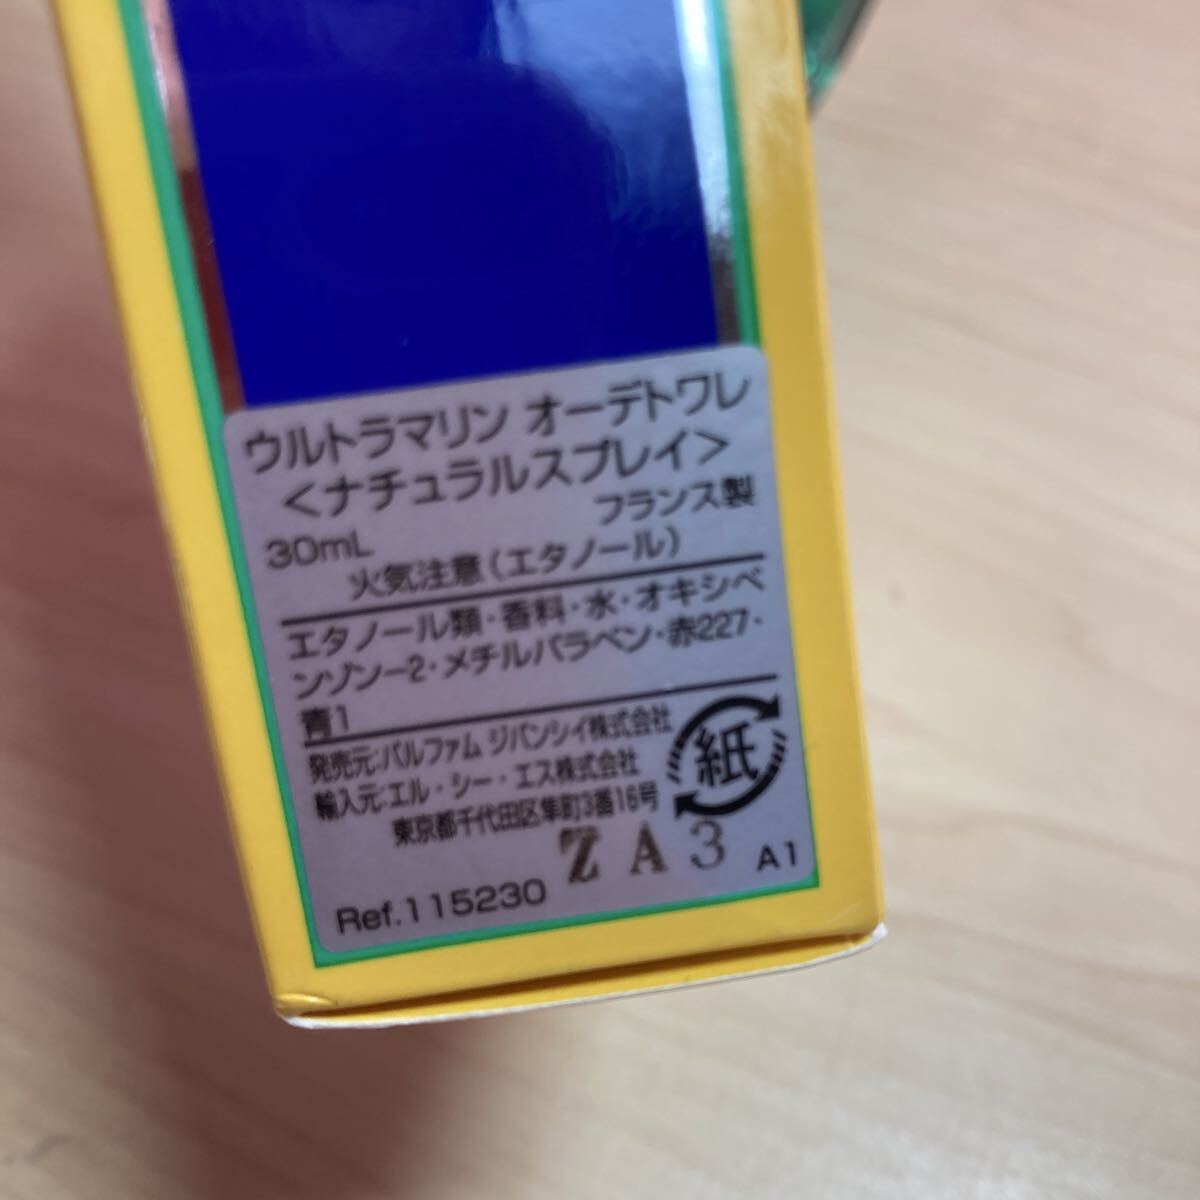 ウルトラマリン オーデトワレ
＜ナチュラルスプレイ＞
フランス製
30mL
火気注意(エタノール)
エタノール類・香料・水・オキシベ
ンゾン-2・メチルパラベン・赤227・
青1
発売元:パルファム ジバンシイ株式会社
輸入元:エル・シー・エス株式会社
東京都千代田区隼町3番16号
紙
ZA3
A1
Ref.115230